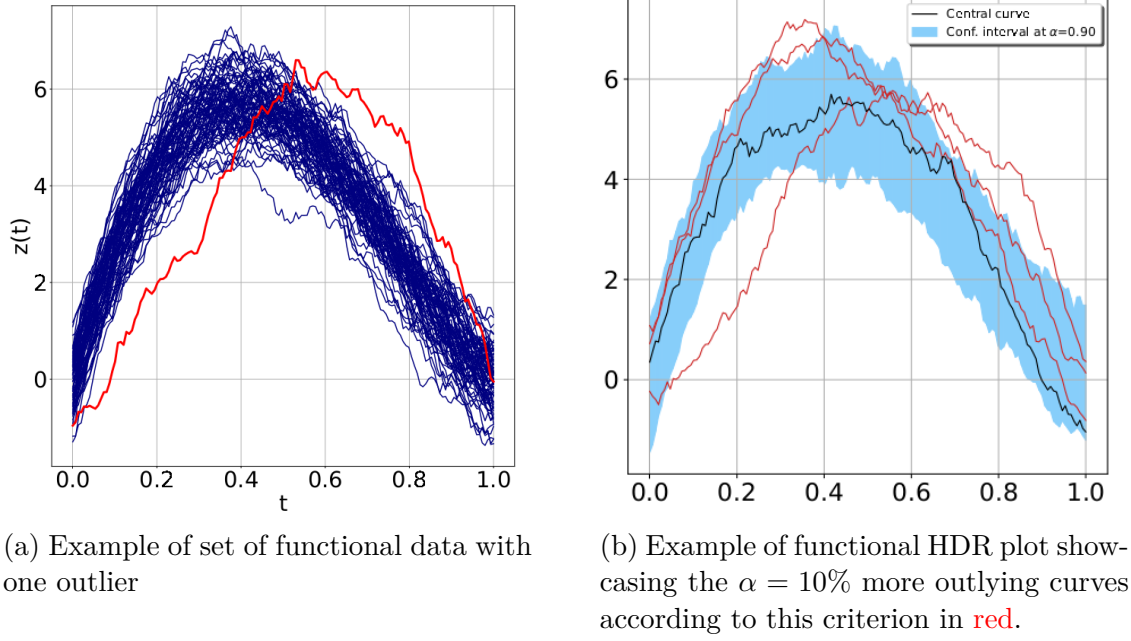 6
4
2
0
z(t)
0.0 0.2 0.4 0.6 0.8 1.0
t
Central curve
Conf. interval at α=0.90
6
4
2
0
0.0 0.2 0.4 0.6 0.8 1.0
(a) Example of set of functional data with
one outlier
(b) Example of functional HDR plot show-
casing the α = 10% more outlying curves
according to this criterion in red.